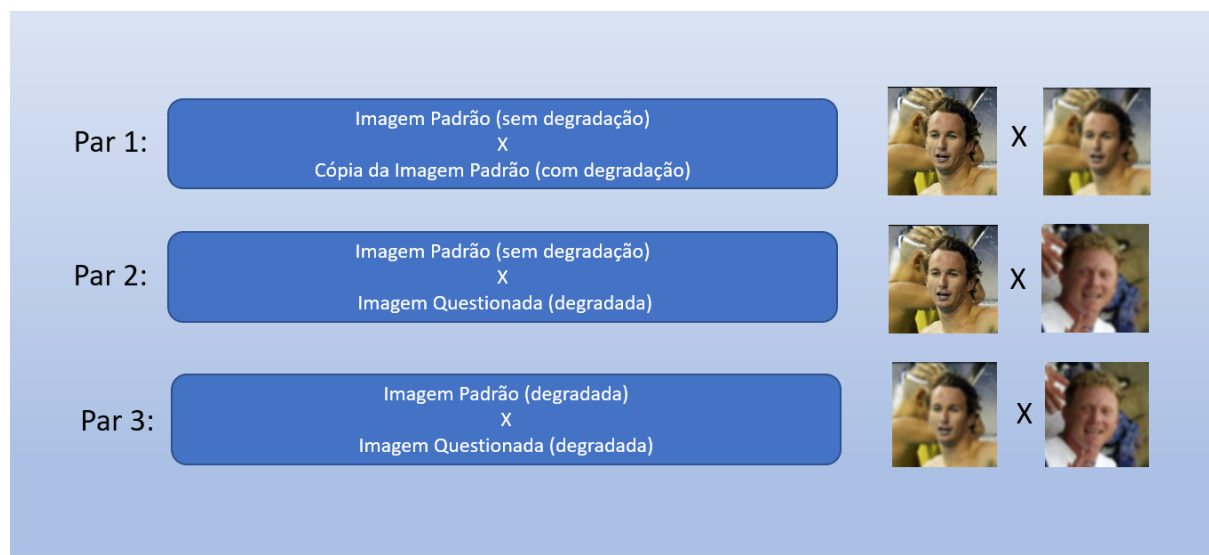 Par 1:
Imagem Padrão (sem degradação)
X
Cópia da Imagem Padrão (com degradação)
X
Par 2:
Imagem Padrão (sem degradação)
X
Imagem Questionada (degradada)
X
Par 3:
Imagem Padrão (degradada)
X
Imagem Questionada (degradada)
X